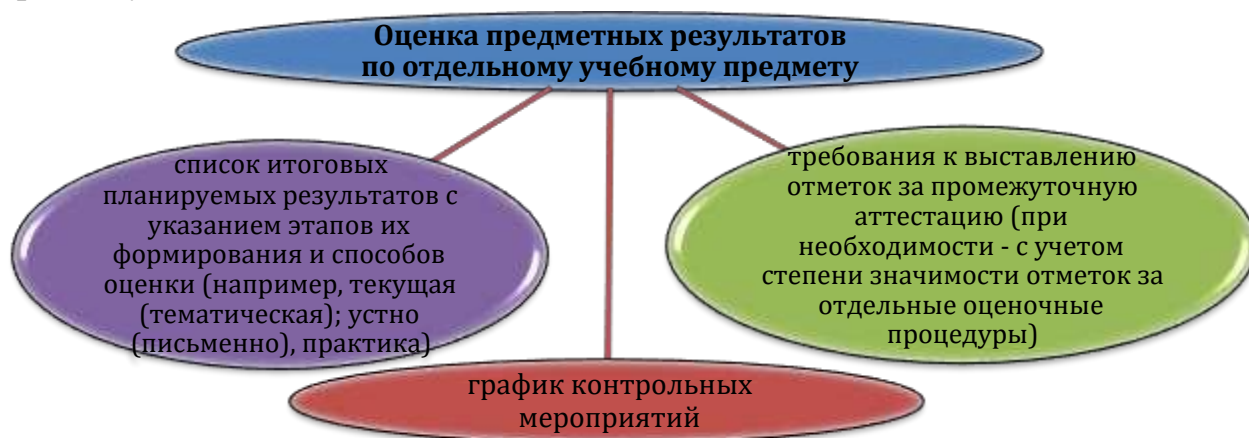 Оценка предметных результатов
по отдельному учебному предмету
список итоговых
планируемых результатов с
указанием этапов их
формирования и способов
оценки (например, текущая
(тематическая); устно
(письменно), практика)
требования к выставлению
отметок за промежуточную
аттестацию (при
необходимости - с учетом
степени значимости отметок за
отдельные оценочные
процедуры)
график контрольных
мероприятий